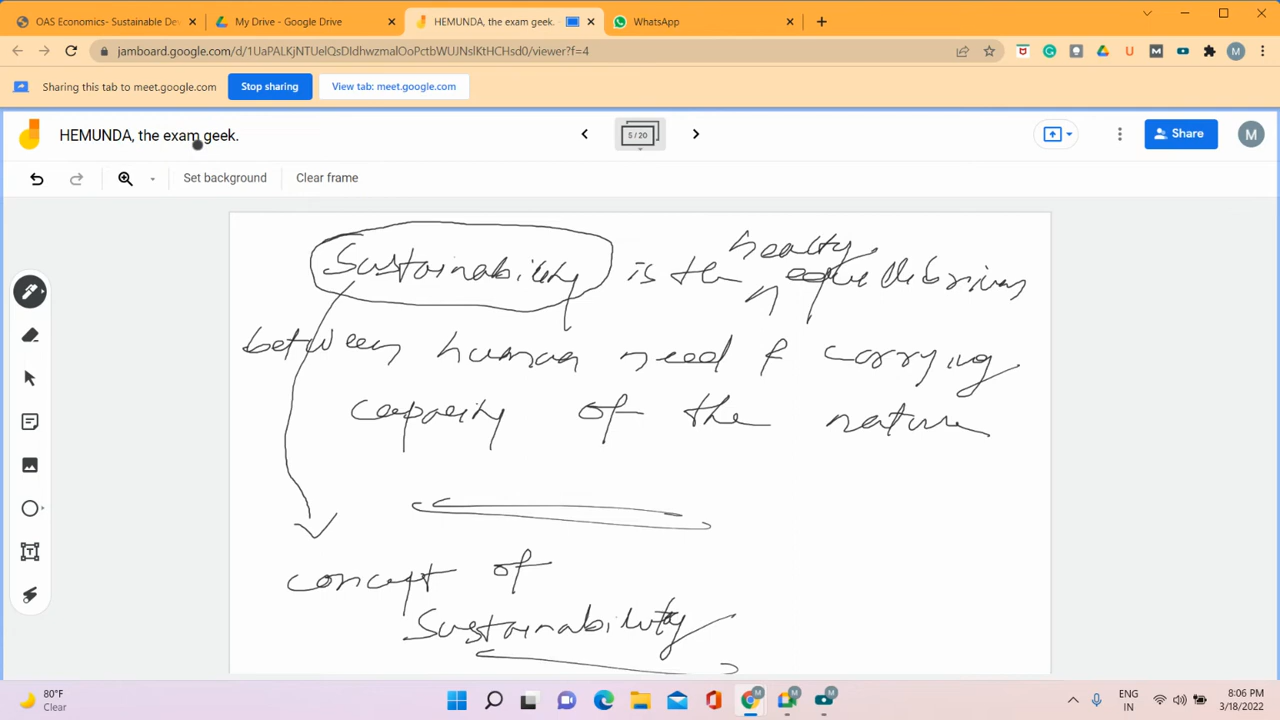 OAS Economics- Sustainable De
My Drive - Google Drive
HEMUNDA, the exam geek.
WhatsApp
jamboard.google.com/d/1UaPALKjNTUelQsDIdhwzmalOoPctbWUJNslKtHCHsd0/viewer?f=4
Sharing this tab to meet.google.com
Stop sharing
View tab: meet.google.com
HEMUNDA, the exam geek.
5 / 20
Share
M
Set background
Clear frame
healty
Sustainability is the
between human need & carrying
capacity of the nature
concept of
Sustainability
80°F
Clear
ENG
IN
8:06 PM
3/18/2022